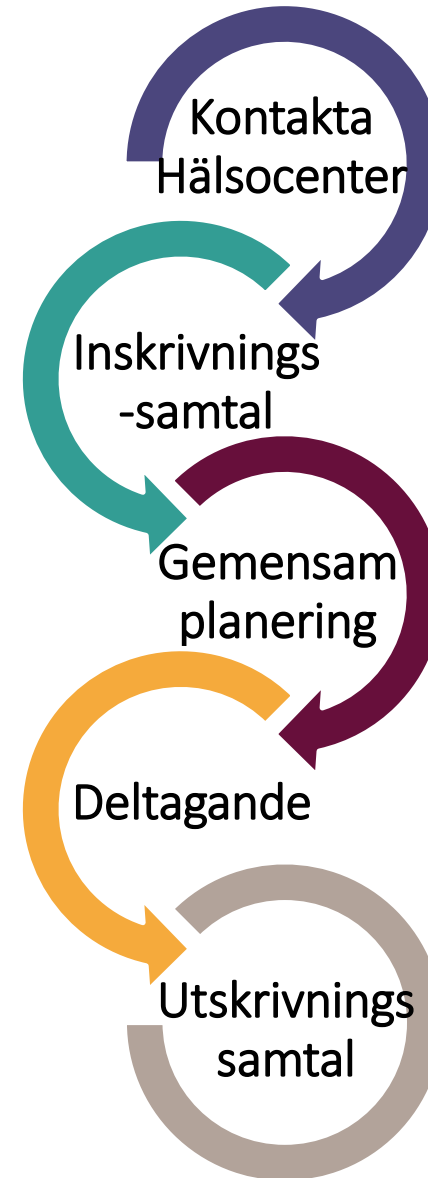 Kontakta
Hälsocenter
Inskrivnings
-samtal
Gemensam
planering
Deltagande
Utskrivnings
samtal